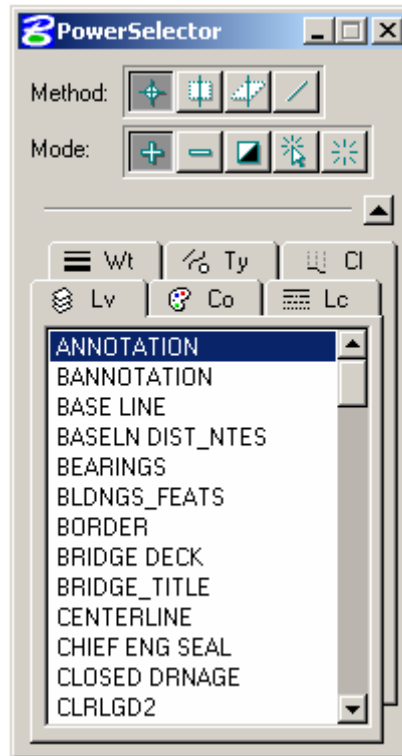 PowerSelector
Method:
Mode:
Wt Ty Cl
Lv Co Lc
ANNOTATION
BANNOTATION
BASE LINE
BASELN DIST_NTES
BEARINGS
BLDNGS_FEATS
BORDER
BRIDGE DECK
BRIDGE_TITLE
CENTERLINE
CHIEF ENG SEAL
CLOSED DRNAGE
CLRLGD2